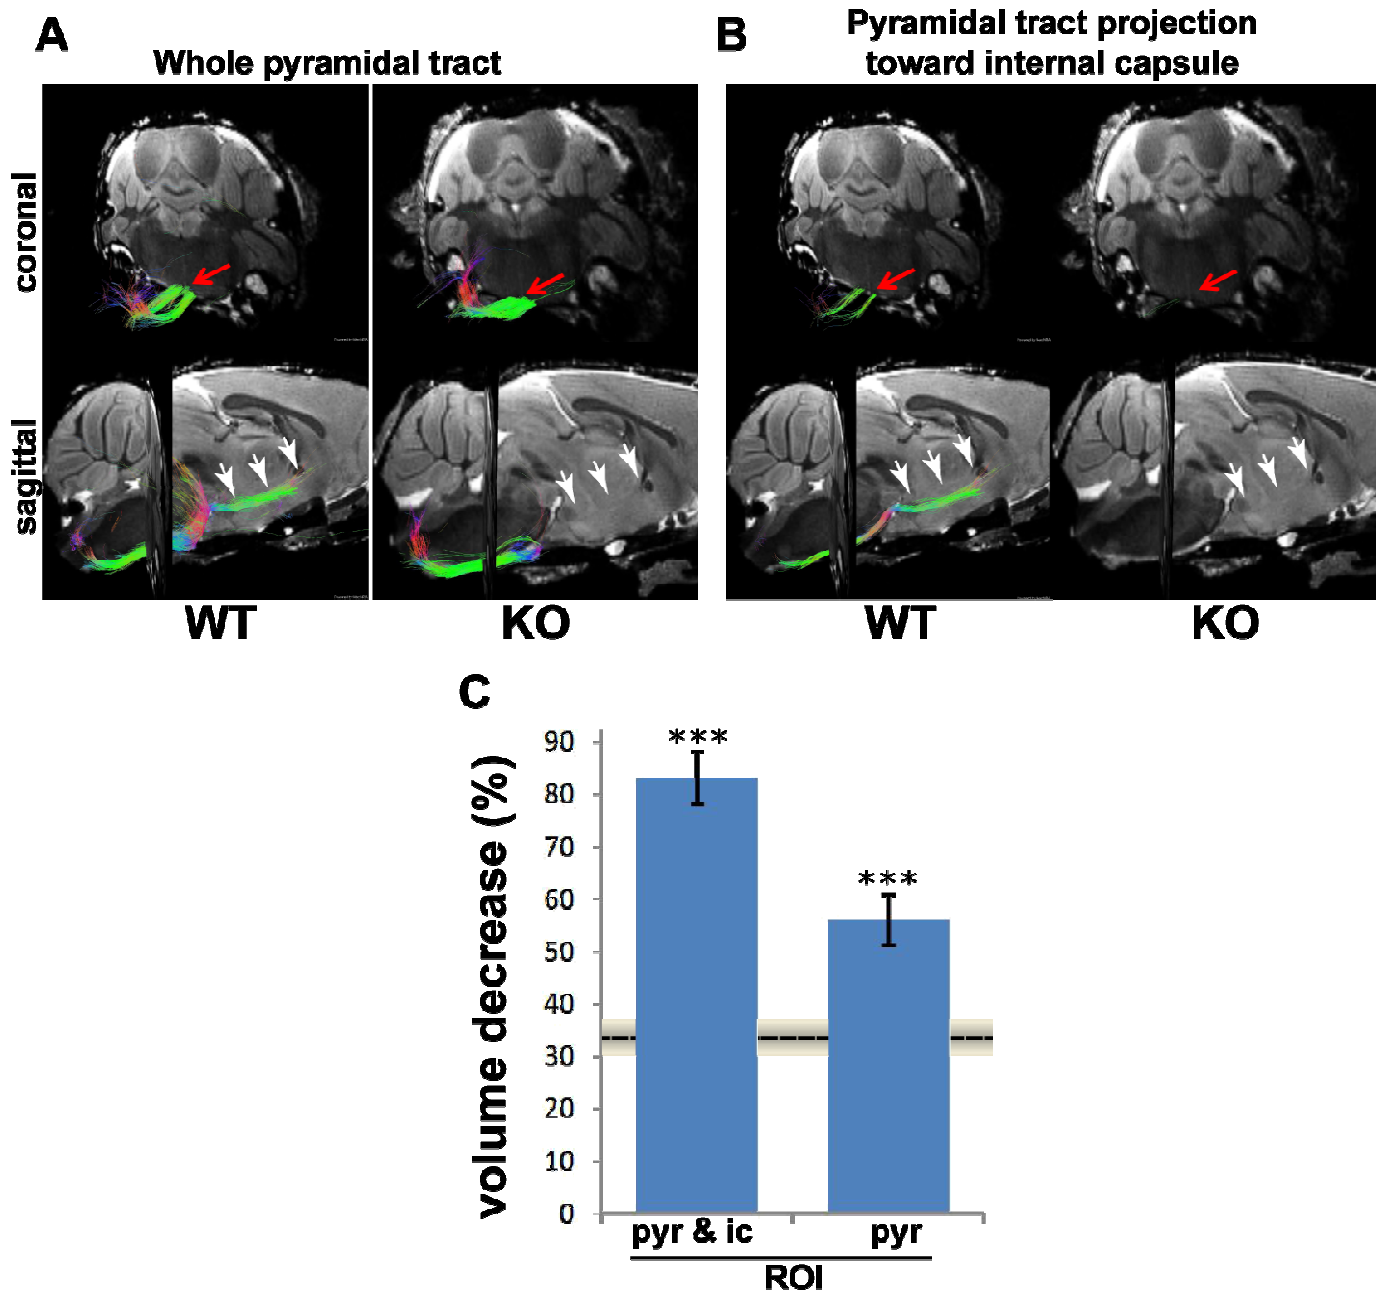 A
Whole pyramidal tract
B
Pyramidal tract projection
toward internal capsule
coronal
sagittal
WT
KO
WT
KO
C
volume decrease (%)
***
***
90
80
70
60
50
40
30
20
10
0
pyr & ic
pyr
ROI